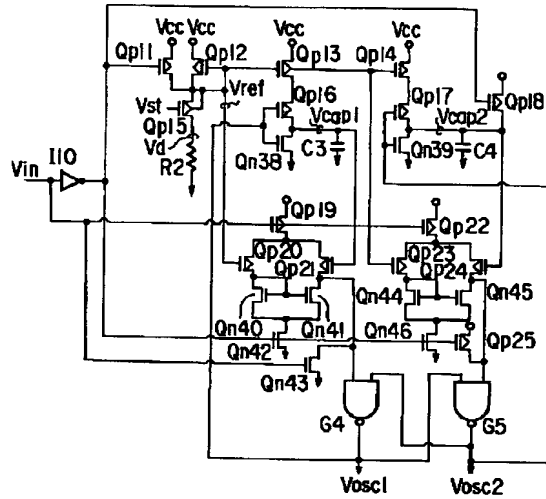 Vcc Vcc Vcc Vcc
Qp11 Qp12 Qp13 Qp14
Vref Qp16 Qp17 Qp18
Vst Vcap1 Vcap2
Qp15
Vd Qn38 C3 Qn39 C4
R2
Vin I10
Qp19 Qp22
Qp20 Qp23
Qp21 Qp24
Qn44 Qn45
Qn40 Qn41 Qn46 Qp25
Qn42
Qn43
G4 G5
Vosc1 Vosc2